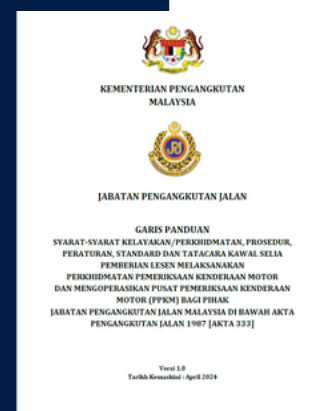 KEMENTERIAN PENGANGKUTAN
MALAYSIA
JABATAN PENGANGKUTAN JALAN
GARIS PANDUAN
SYARAT-SYARAT KELAYAKAN/PERKHIDMATAN, PROSEDUR,
PERATURAN, STANDARD DAN TATACARA KAWAL SELIA
PEMBERIAN LESEN MELAKSANAKAN
PERKHIDMATAN PEMERIKSAAN KENDERAAN MOTOR
DAN MENGOPERASIKAN PUSAT PEMERIKSAAN KENDERAAN
MOTOR (PPKM) BAGI PIHAK
JABATAN PENGANGKUTAN JALAN MALAYSIA DI BAWAH AKTA
PENGANGKUTAN JALAN 1987 [AKTA 333]
Versi 1.0
Tarikh Kemaskini : April 2024